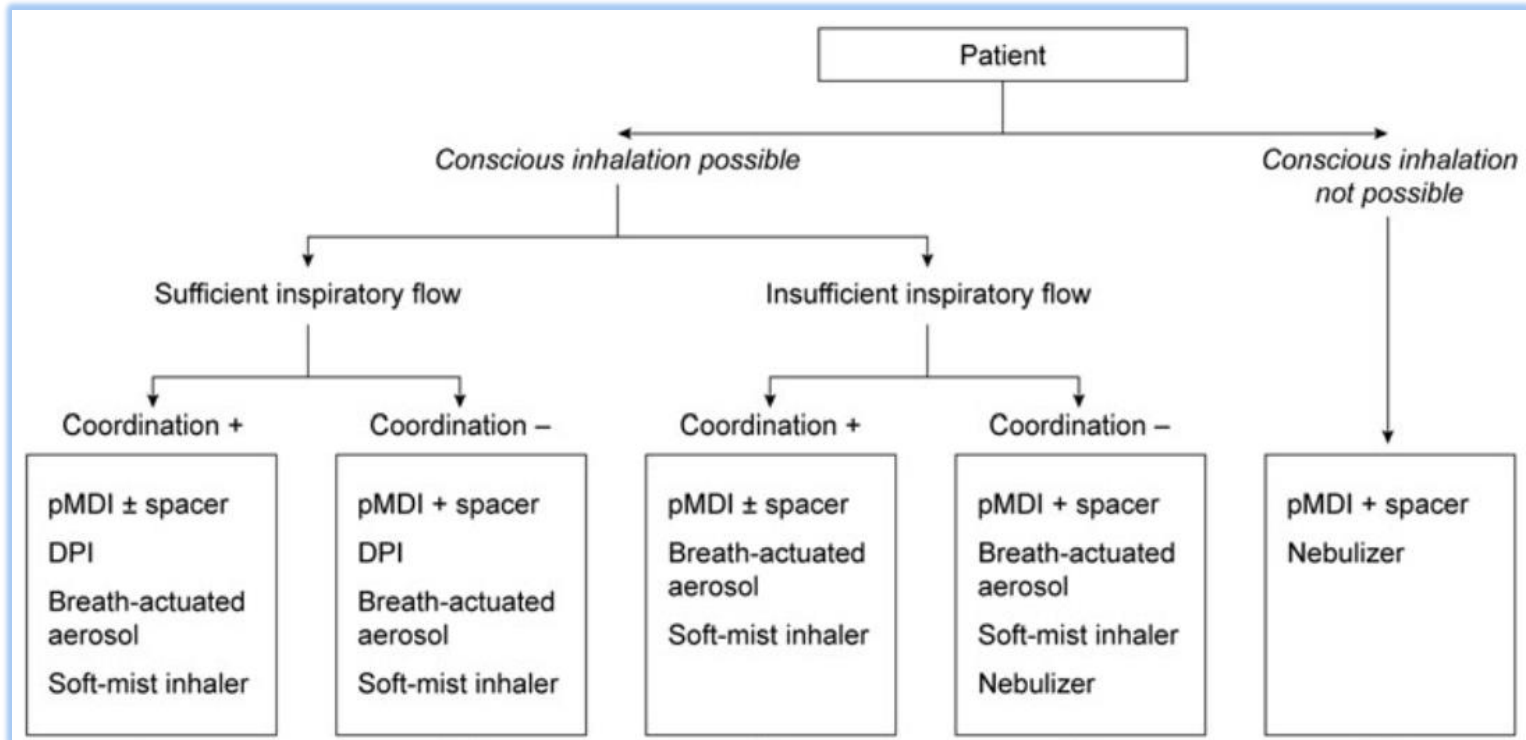 Patient
Conscious inhalation possible
Conscious inhalation
not possible
Sufficient inspiratory flow
Insufficient inspiratory flow
Coordination +
pMDI ± spacer
DPI
Breath-actuated
aerosol
Soft-mist inhaler
Coordination –
pMDI + spacer
DPI
Breath-actuated
aerosol
Soft-mist inhaler
Coordination +
pMDI ± spacer
Breath-actuated
aerosol
Soft-mist inhaler
Coordination –
pMDI + spacer
Breath-actuated
aerosol
Soft-mist inhaler
Nebulizer
pMDI + spacer
Nebulizer